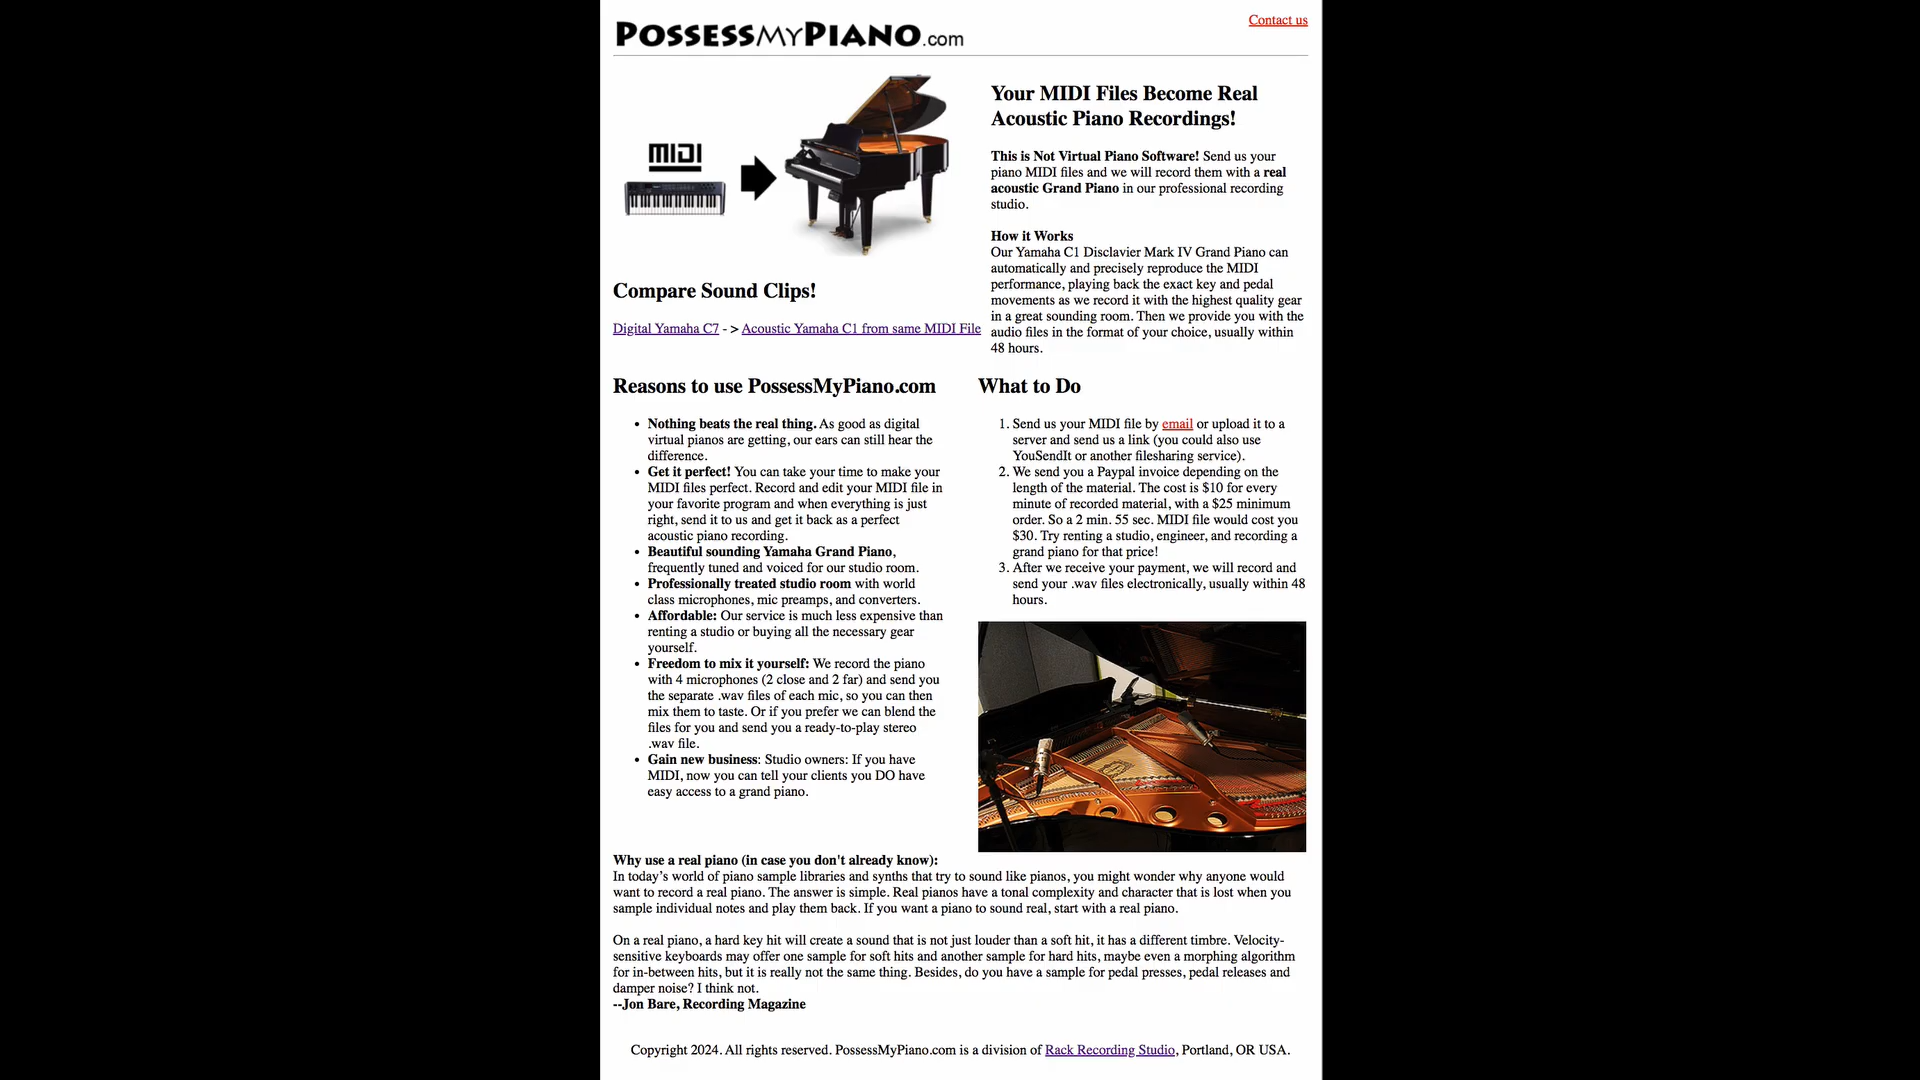 POSSESSMYPIANO.com
Contact us
MIDI
Your MIDI Files Become Real
Acoustic Piano Recordings!
This is Not Virtual Piano Software! Send us your
piano MIDI files and we will record them with a real
acoustic Grand Piano in our professional recording
studio.
How it Works
Our Yamaha C1 Disclavier Mark IV Grand Piano can
automatically and precisely reproduce the MIDI
performance, playing back the exact key and pedal
movements as we record it with the highest quality gear
in a great sounding room. Then we provide you with the
audio files in the format of your choice, usually within
48 hours.
Compare Sound Clips!
Digital Yamaha C7 - > Acoustic Yamaha C1 from same MIDI File
Reasons to use PossessMyPiano.com
• Nothing beats the real thing. As good as digital
virtual pianos are getting, our ears can still hear the
difference.
• Get it perfect! You can take your time to make your
MIDI files perfect. Record and edit your MIDI file in
your favorite program and when everything is just
right, send it to us and get it back as a perfect
acoustic piano recording.
• Beautiful sounding Yamaha Grand Piano,
frequently tuned and voiced for our studio room.
• Professionally treated studio room with world
class microphones, mic preamps, and converters.
• Affordable: Our service is much less expensive than
renting a studio or buying all the necessary gear
yourself.
• Freedom to mix it yourself: We record the piano
with 4 microphones (2 close and 2 far) and send you
the separate .wav files of each mic, so you can then
mix them to taste. Or if you prefer we can blend the
files for you and send you a ready-to-play stereo
.wav file.
• Gain new business: Studio owners: If you have
MIDI, now you can tell your clients you DO have
easy access to a grand piano.
What to Do
1. Send us your MIDI file by email or upload it to a
server and send us a link (you could also use
YouSendIt or another filesharing service).
2. We send you a Paypal invoice depending on the
length of the material. The cost is $10 for every
minute of recorded material, with a $25 minimum
order. So a 2 min. 55 sec. MIDI file would cost you
$30. Try renting a studio, engineer, and recording a
grand piano for that price!
3. After we receive your payment, we will record and
send your .wav files electronically, usually within 48
hours.
Why use a real piano (in case you don't already know):
In today’s world of piano sample libraries and synths that try to sound like pianos, you might wonder why anyone would
want to record a real piano. The answer is simple. Real pianos have a tonal complexity and character that is lost when you
sample individual notes and play them back. If you want a piano to sound real, start with a real piano.
On a real piano, a hard key hit will create a sound that is not just louder than a soft hit, it has a different timbre. Velocity-
sensitive keyboards may offer one sample for soft hits and another sample for hard hits, maybe even a morphing algorithm
for in-between hits, but it is really not the same thing. Besides, do you have a sample for pedal presses, pedal releases and
damper noise? I think not.
--Jon Bare, Recording Magazine
Copyright 2024. All rights reserved. PossessMyPiano.com is a division of Rack Recording Studio, Portland, OR USA.